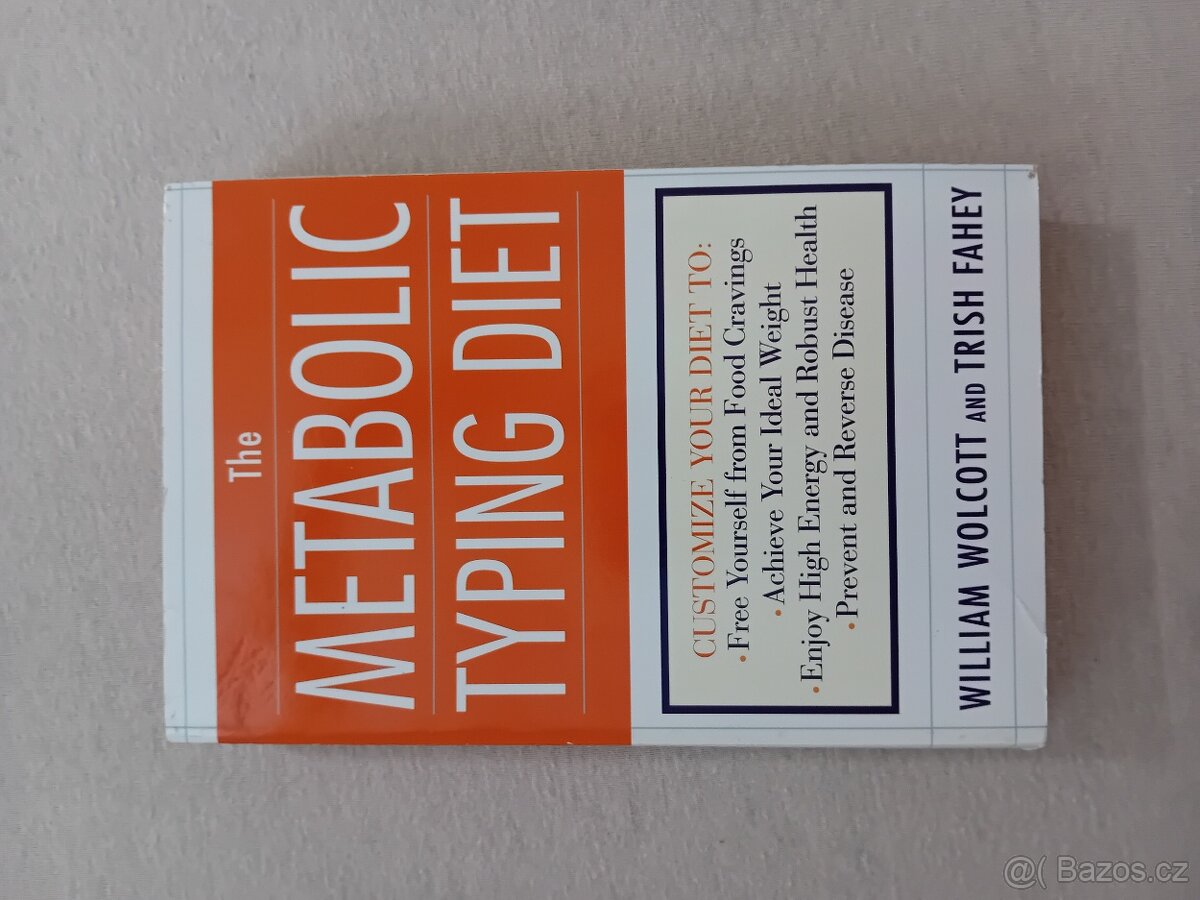 The
METABOLIC
TYPING DIET
CUSTOMIZE YOUR DIET TO:
• Free Yourself from Food Cravings
• Achieve Your Ideal Weight
• Enjoy High Energy and Robust Health
• Prevent and Reverse Disease
WILLIAM WOLCOTT AND TRISH FAHEY
@( Bazos.cz